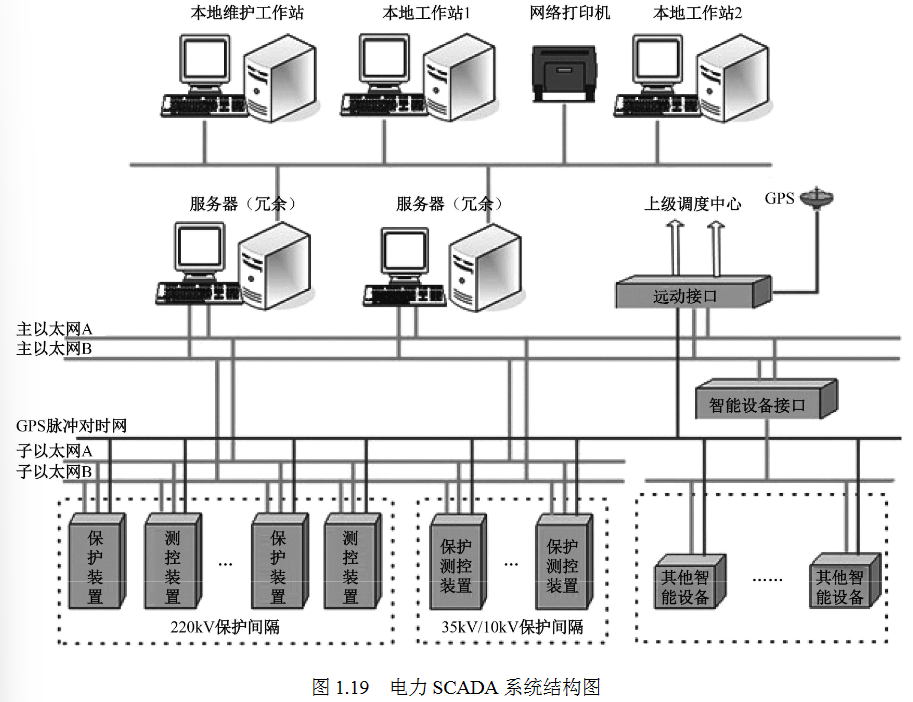 本地维护工作站
本地工作站1
网络打印机
本地工作站2
服务器（冗余）
服务器（冗余）
上级调度中心
GPS
远动接口
主以太网A
主以太网B
智能设备接口
GPS脉冲对时网
子以太网A
子以太网B
保护装置
测控装置
...
保护装置
测控装置
220kV保护间隔
保护
测控
装置
...
保护
测控
装置
35kV/10kV保护间隔
其他智
能设备
......
其他智
能设备
图 1.19 电力 SCADA 系统结构图